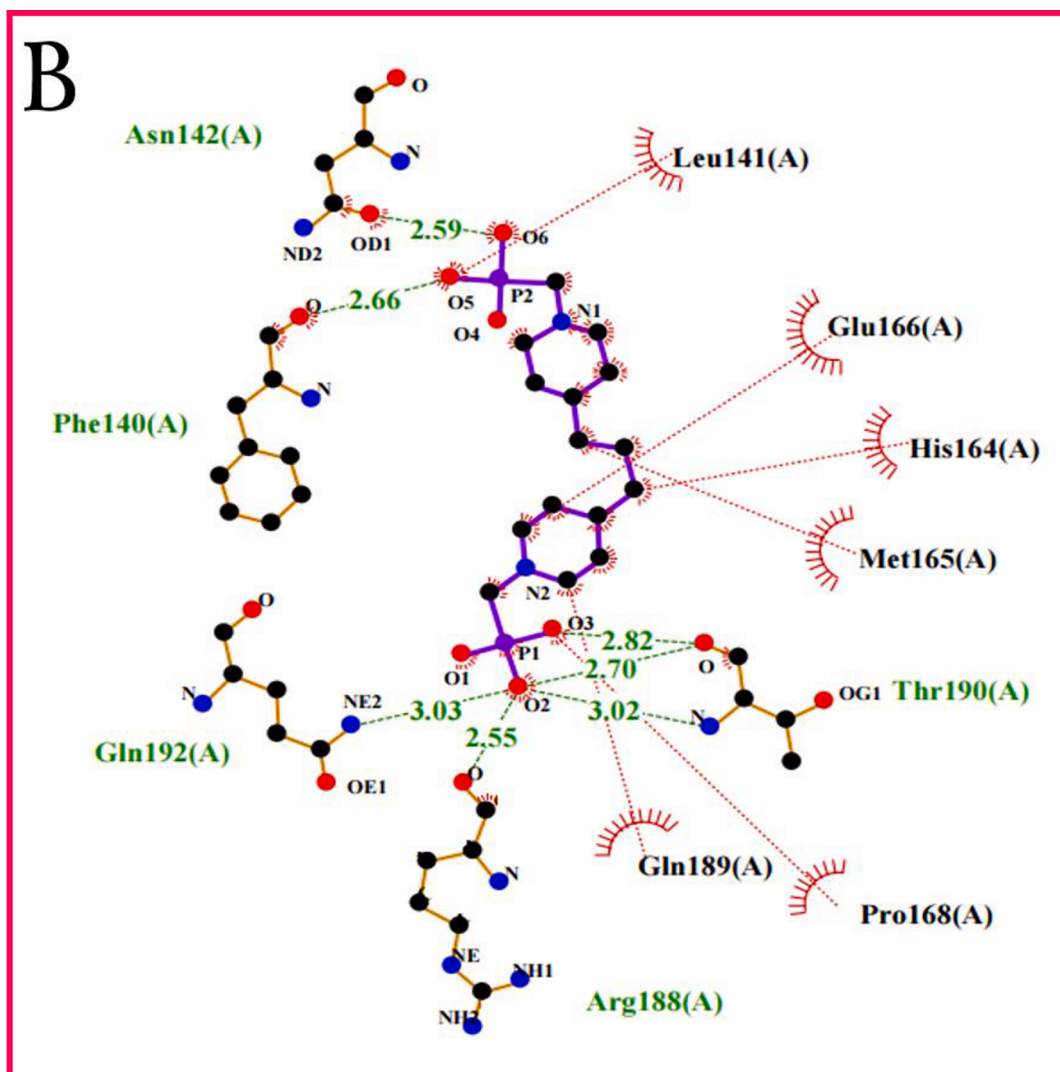 B
O
Asn142(A)
N
Leu141(A)
2.59
O6
ND2
OD1
O5
P2
2.66
O
O4
N1
Glu166(A)
N
Phe140(A)
His164(A)
Met165(A)
N2
O
O3
2.82
P1
2.70
O
O1
N
NE2
O2
OG1
Thr190(A)
3.03
3.02
N
2.55
Gln192(A)
O
OE1
Gln189(A)
N
Pro168(A)
NE
NH1
Arg188(A)
NH2